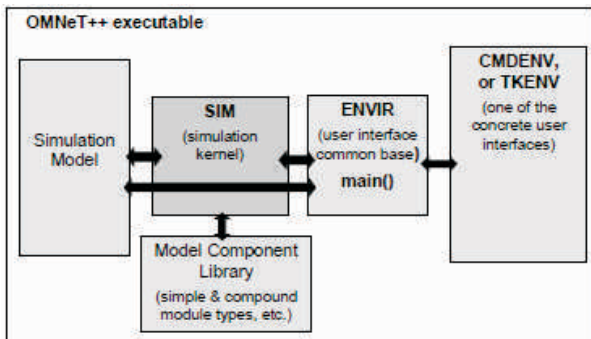 OMNeT++ executable
Simulation
Model
SIM
(simulation
kernel)
ENVIR
(user interface
common base)
main()
CMDENV,
or TKENV
(one of the
concrete user
interfaces)
Model Component
Library
(simple & compound
module types, etc.)